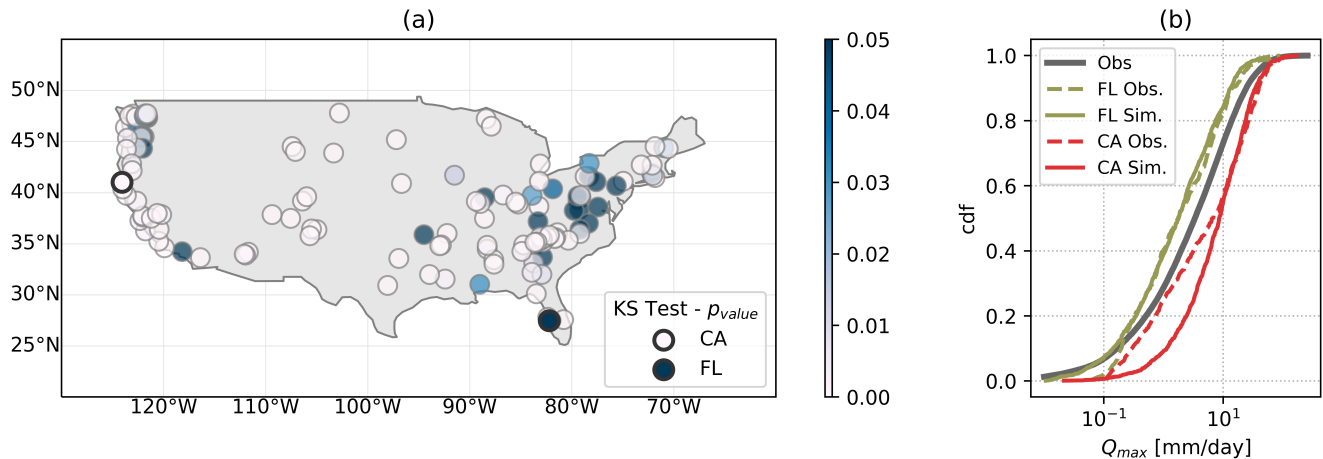 (a)
50°N
45°N
40°N
35°N
30°N
25°N
120°W 110°W 100°W 90°W 80°W 70°W
KS Test - p_value
CA
FL
0.05
0.04
0.03
0.02
0.01
0.00
(b)
cdf
1.0
0.8
0.6
0.4
0.2
0.0
Obs
FL Obs.
FL Sim.
CA Obs.
CA Sim.
10⁻¹ 10¹
Q_max [mm/day]